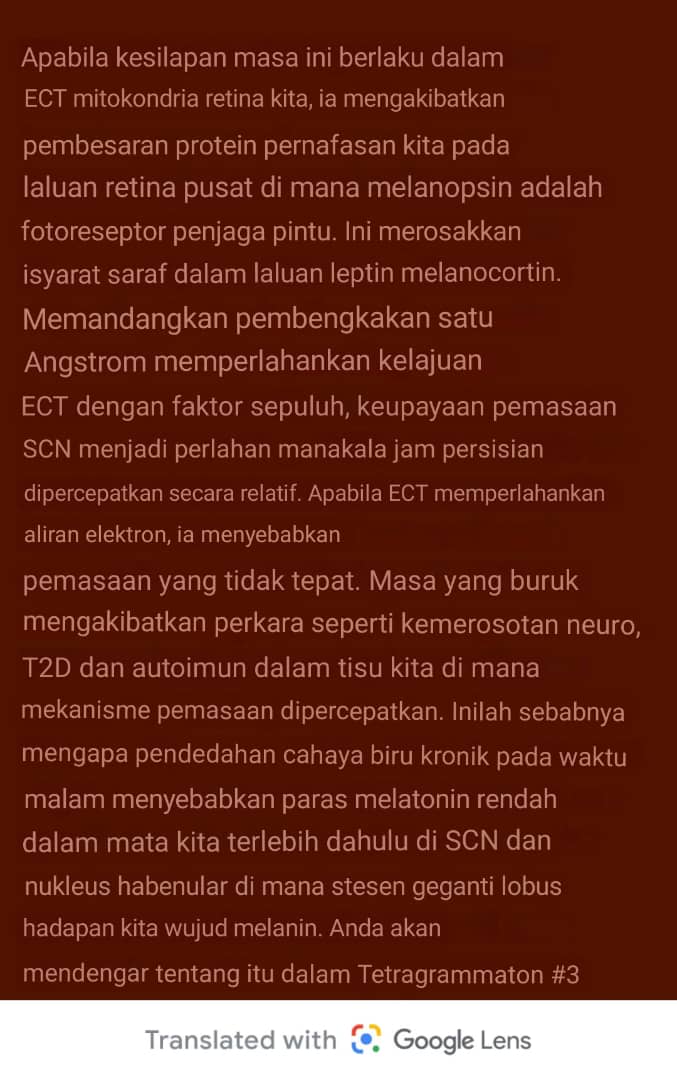 Apabila kesilapan masa ini berlaku dalam
ECT mitokondria retina kita, ia mengakibatkan
pembesaran protein pernafasan kita pada
laluan retina pusat di mana melanopsin adalah
fotoreseptor penjaga pintu. Ini merosakkan
isyarat saraf dalam laluan leptin melanocortin.
Memandangkan pembengkakan satu
Angstrom memperlahankan kelajuan
ECT dengan faktor sepuluh, keupayaan pemasaan
SCN menjadi perlahan manakala jam persisian
dipercepatkan secara relatif. Apabila ECT memperlahankan
aliran elektron, ia menyebabkan
pemasaan yang tidak tepat. Masa yang buruk
mengakibatkan perkara seperti kemerosotan neuro,
T2D dan autoimun dalam tisu kita di mana
mekanisme pemasaan dipercepatkan. Inilah sebabnya
mengapa pendedahan cahaya biru kronik pada waktu
malam menyebabkan paras melatonin rendah
dalam mata kita terlebih dahulu di SCN dan
nukleus habenular di mana stesen geganti lobus
hadapan kita wujud melanin. Anda akan
mendengar tentang itu dalam Tetragrammaton #3
Translated with Google Lens